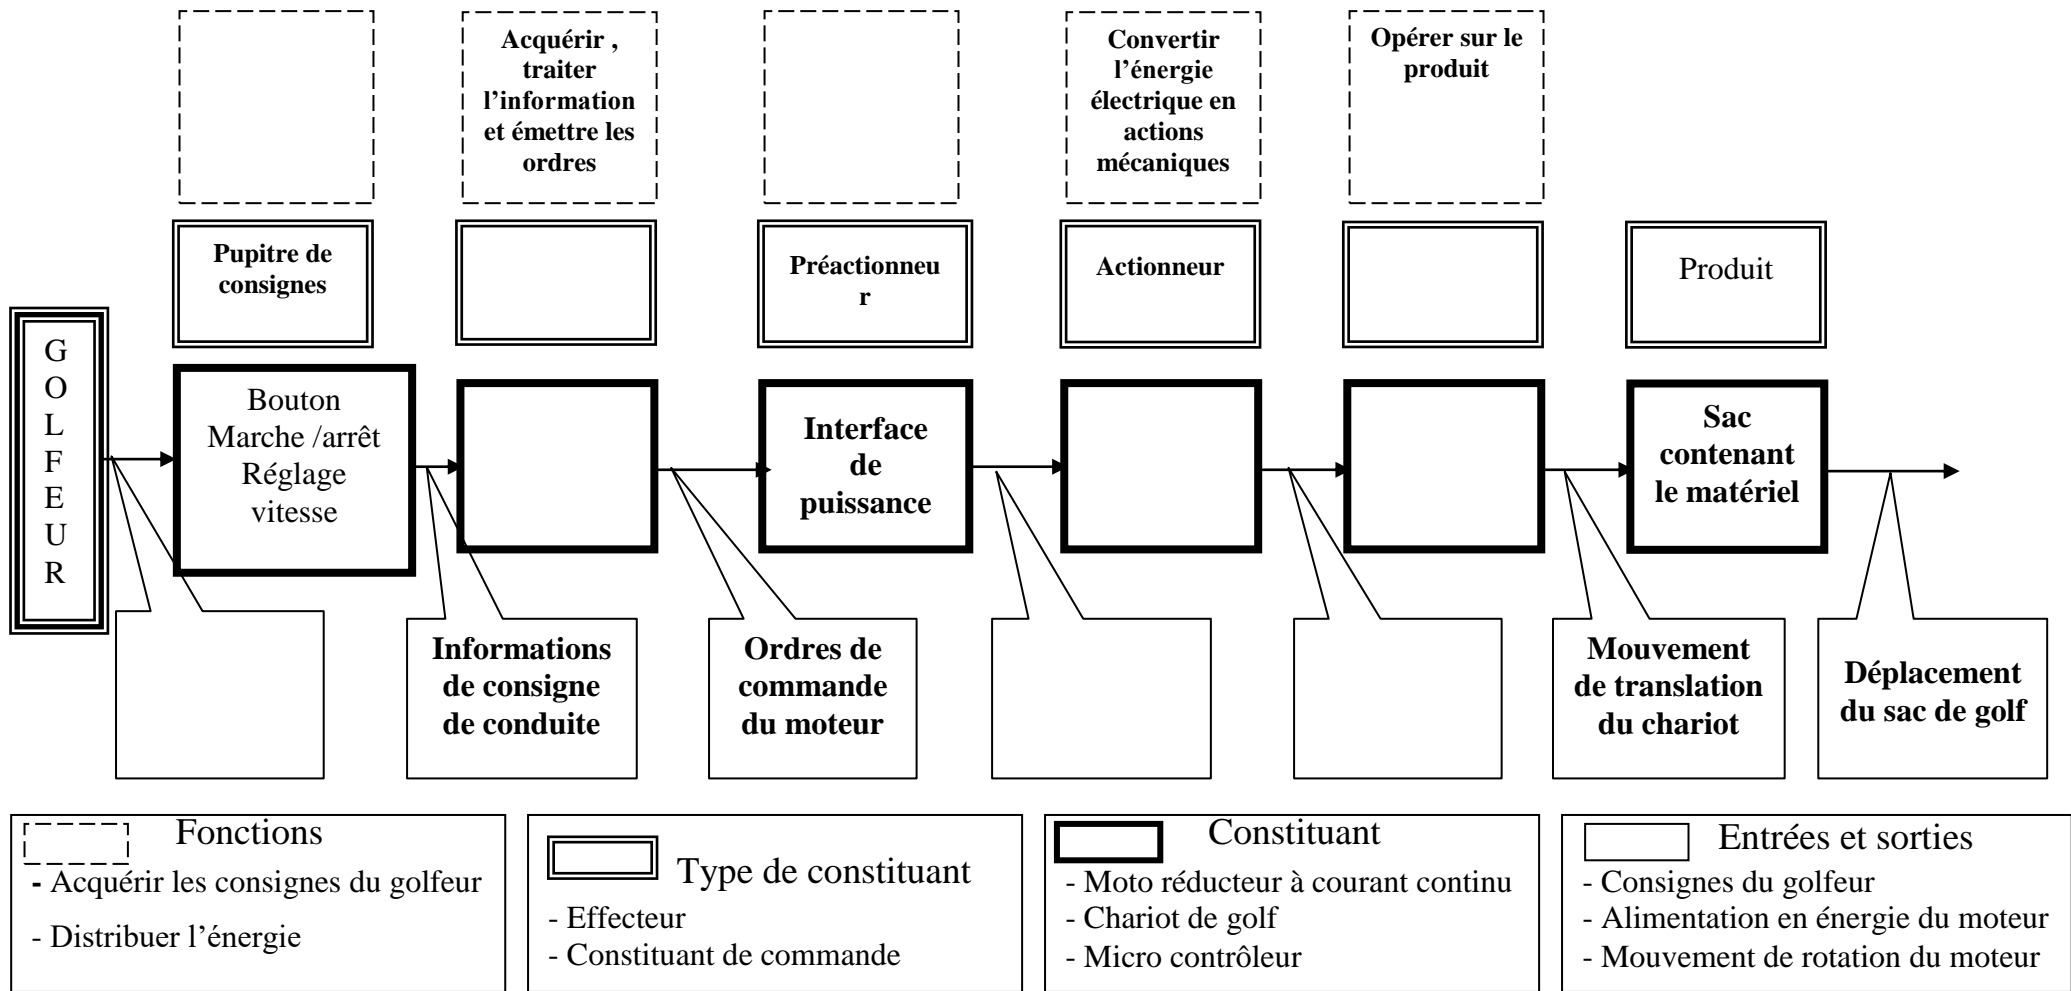 Acquérir ,
traiter
l’information
et émettre les
ordres
Convertir
l’énergie
électrique en
actions
mécaniques
Opérer sur le
produit
Pupitre de
consignes
Préactionneu
r
Actionneur
Produit
G
O
L
F
E
U
R
Bouton
Marche /arrêt
Réglage
vitesse
Interface
de
puissance
Sac
contenant
le matériel
Informations
de consigne
de conduite
Ordres de
commande
du moteur
Mouvement
de translation
du chariot
Déplacement
du sac de golf
Fonctions
- Acquérir les consignes du golfeur
- Distribuer l’énergie
Type de constituant
- Effecteur
- Constituant de commande
Constituant
- Moto réducteur à courant continu
- Chariot de golf
- Micro contrôleur
Entrées et sorties
- Consignes du golfeur
- Alimentation en énergie du moteur
- Mouvement de rotation du moteur